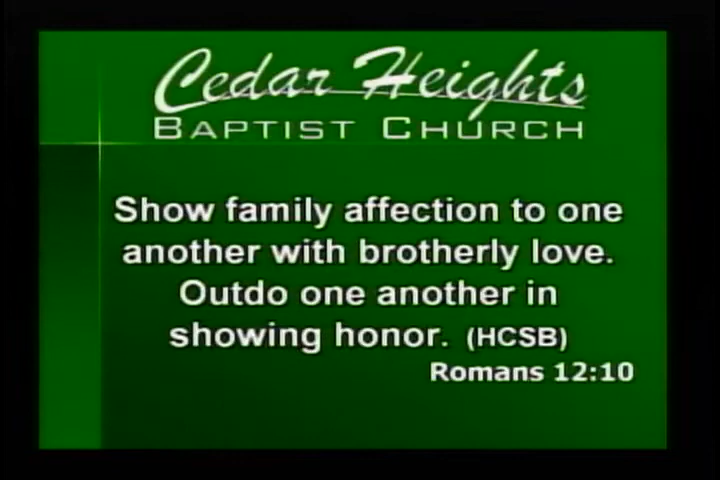 Cedar Heights
BAPTIST CHURCH
Show family affection to one
another with brotherly love.
Outdo one another in
showing honor. (HCSB)
Romans 12:10